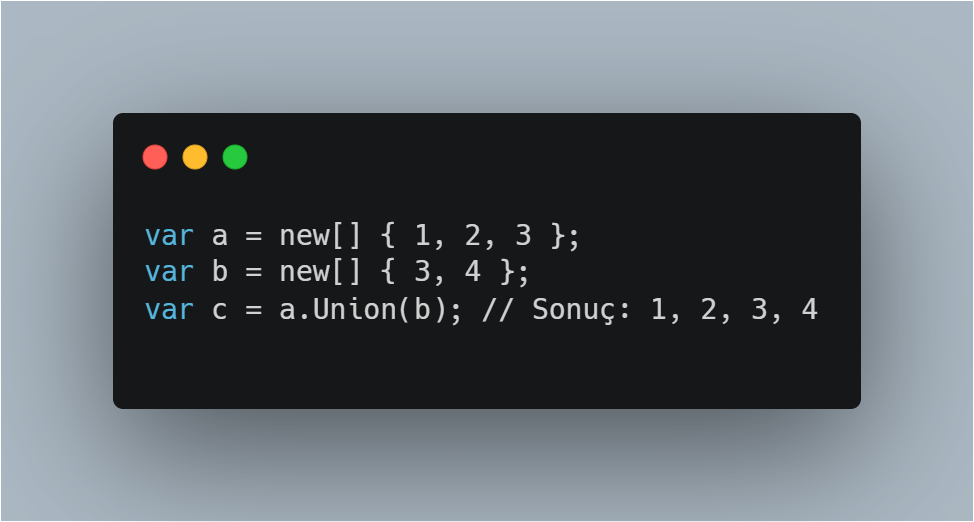 var a = new[] { 1, 2, 3 };
var b = new[] { 3, 4 };
var c = a.Union(b); // Sonuç: 1, 2, 3, 4